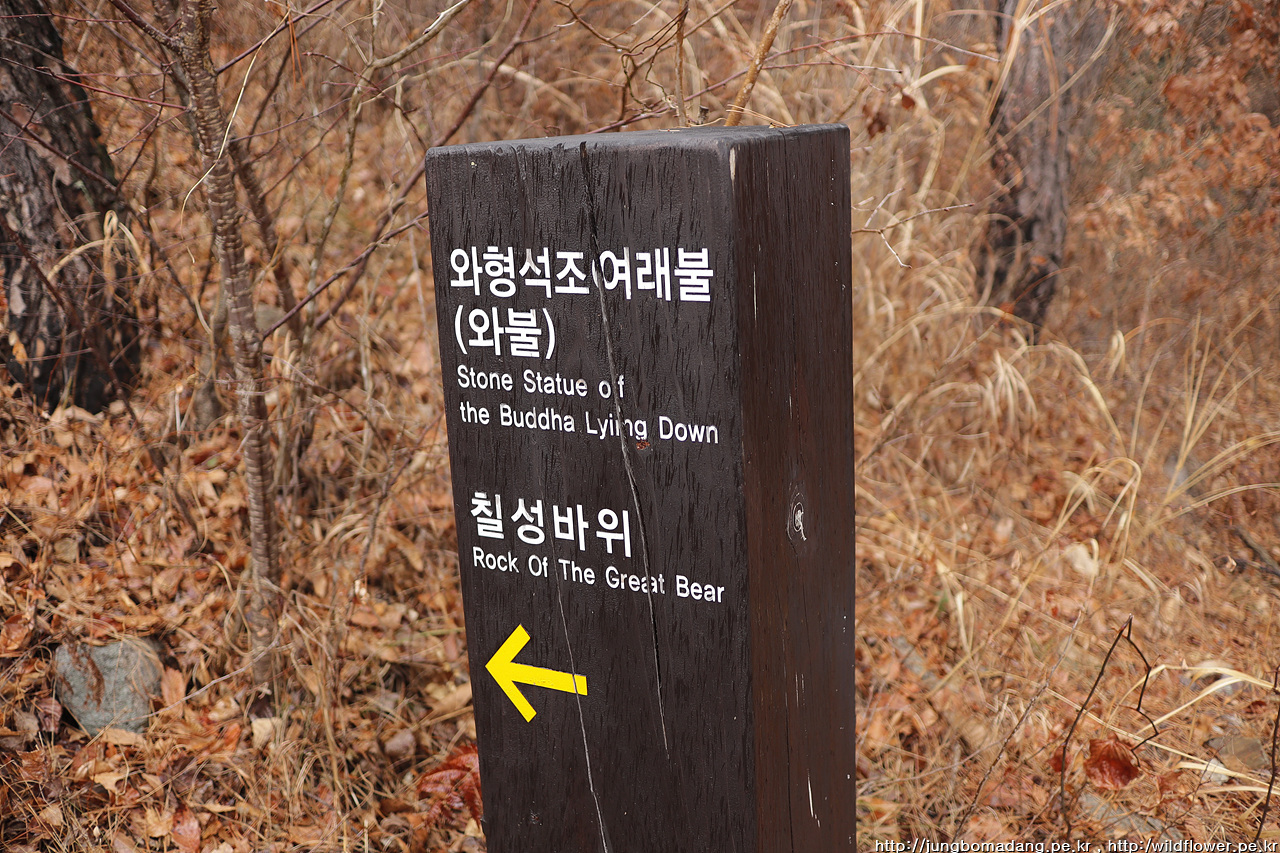 와형석조여래불
(와불)
Stone Statue of
the Buddha Lyiing Down
칠성바위
Rock Of The Great Bear
http://jungbomadang.pe.kr , http://wildflower.pe.kr